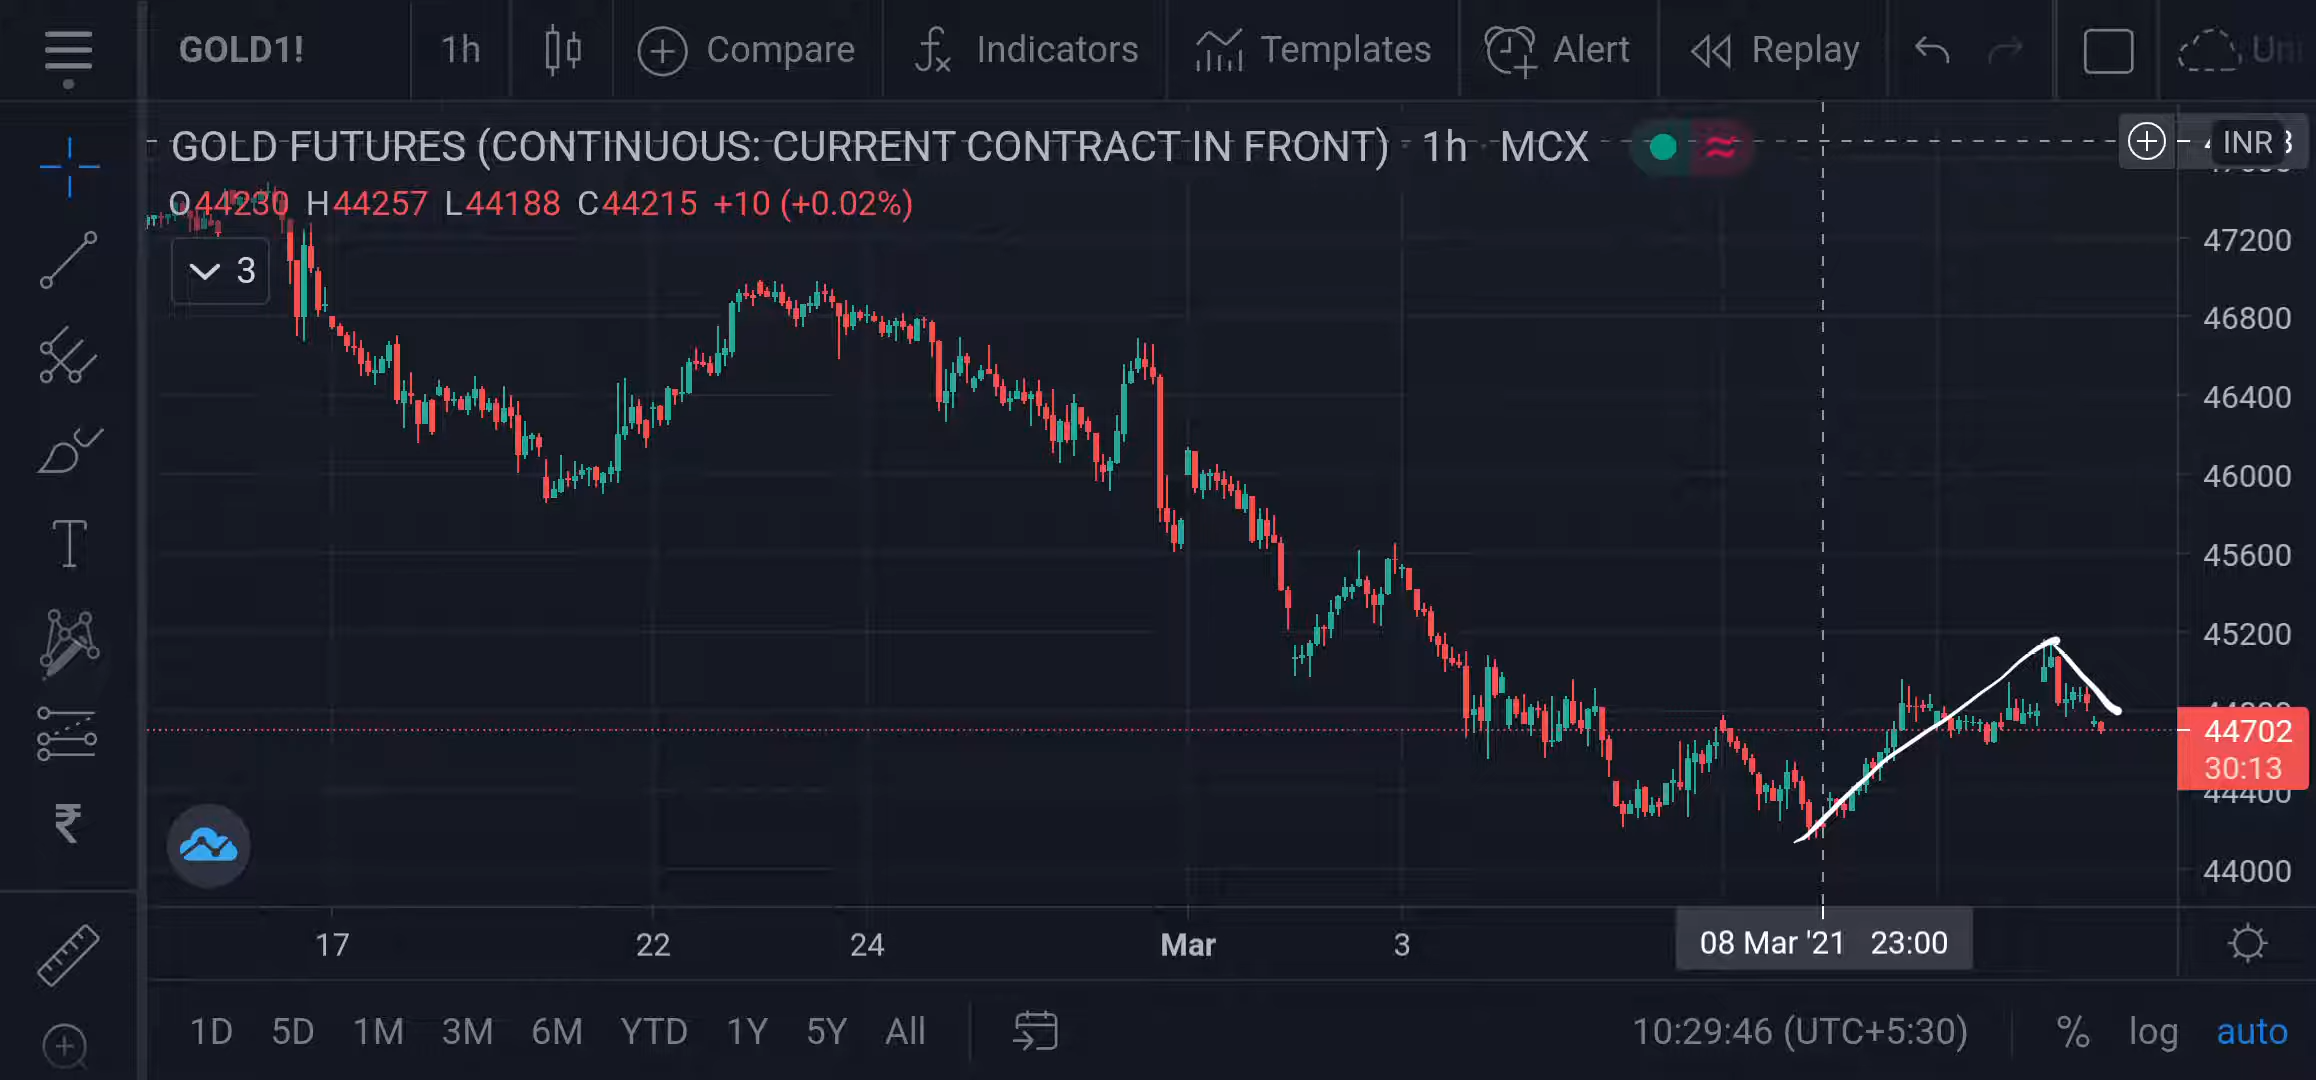 GOLD1! 1h Compare Indicators Templates Alert Replay
GOLD FUTURES (CONTINUOUS: CURRENT CONTRACT IN FRONT) · 1h · MCX
INR
O44230 H44257 L44188 C44215 +10 (+0.02%)
3
47200
46800
46400
46000
45600
45200
44702
30:13
44400
44000
17 22 24 Mar 3 08 Mar '21 23:00
1D 5D 1M 3M 6M YTD 1Y 5Y All 10:29:46 (UTC+5:30) % log auto